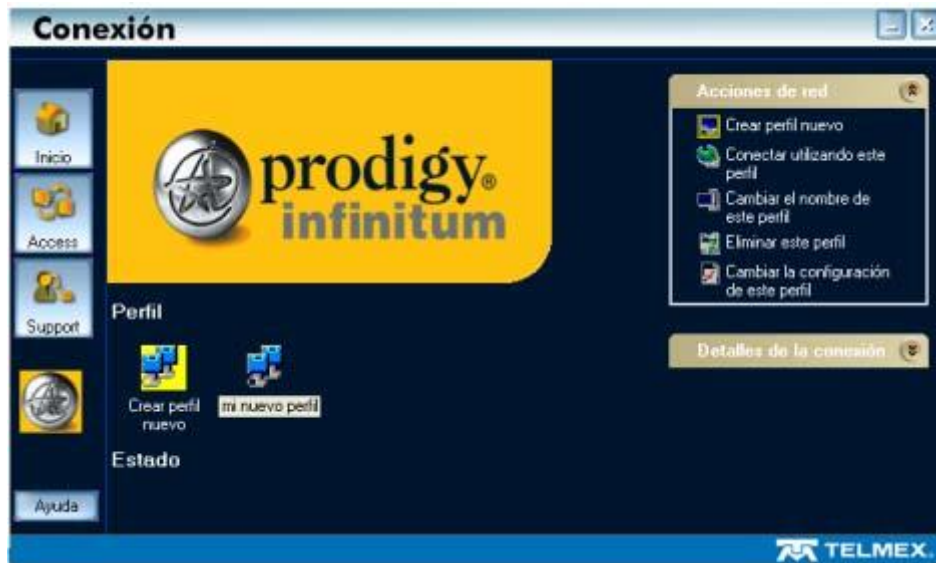 Conexión
Inicio
Access
Support
Ayuda
prodigy®
infinitum
Perfil
Crear perfil
nuevo
mi nuevo perfil
Estado
Acciones de red
Crear perfil nuevo
Conectar utilizando este
perfil
Cambiar el nombre de
este perfil
Eliminar este perfil
Cambiar la configuración
de este perfil
Detalles de la conexión
TELMEX.